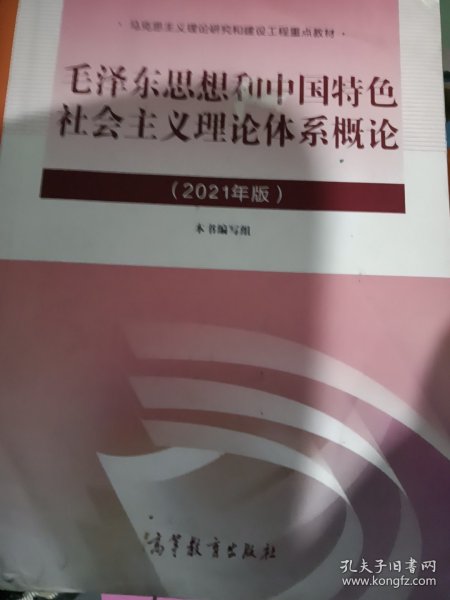 · 马克思主义理论研究和建设工程重点教材 ·
毛泽东思想和中国特色
社会主义理论体系概论
(2021年版)
本书编写组
高等教育出版社
孔夫子旧书网
www.kongfz.com